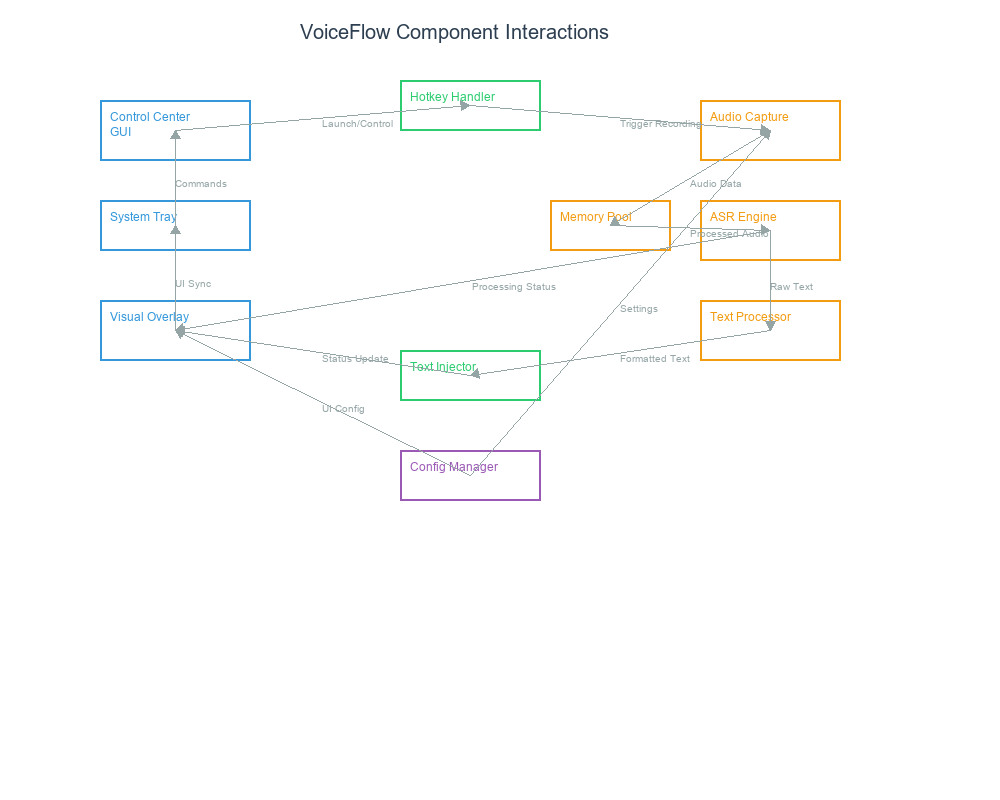 VoiceFlow Component Interactions
Hotkey Handler
Control Center
GUI
Audio Capture
Launch/Control
Trigger Recording
Commands
Audio Data
System Tray
Memory Pool
ASR Engine
Processed Audio
UI Sync
Processing Status
Raw Text
Visual Overlay
Settings
Text Processor
Status Update
Formatted Text
Text Injector
UI Config
Config Manager